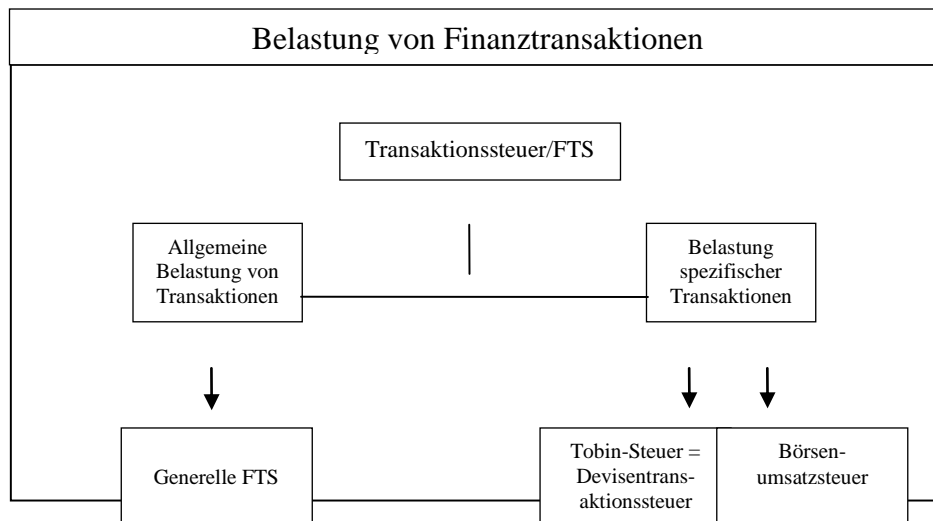 Belastung von Finanztransaktionen
Transaktionssteuer/FTS
Allgemeine
Belastung von
Transaktionen
Belastung
spezifischer
Transaktionen
Generelle FTS
Tobin-Steuer =
Devisentrans-
aktionssteuer
Börsen-
umsatzsteuer